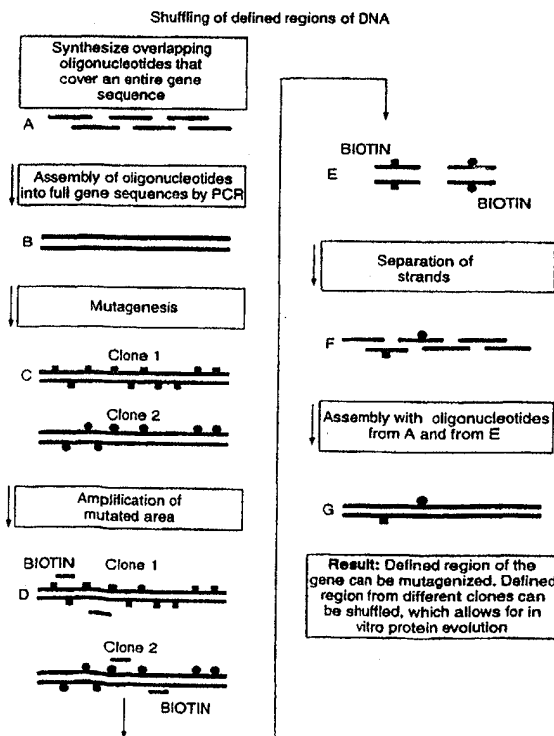 Shuffling of defined regions of DNA
Synthesize overlapping
oligonucleotides that
cover an entire gene
sequence
A
Assembly of oligonucleotides
into full gene sequences by PCR
B
Mutagenesis
Clone 1
C
Clone 2
Amplification of
mutated area
BIOTIN
Clone 1
D
Clone 2
BIOTIN
BIOTIN
E
BIOTIN
Separation of
strands
F
Assembly with oligonucleotides
from A and from E
G
Result: Defined region of the
gene can be mutagenized. Defined
region from different clones can
be shuffled, which allows for in
vitro protein evolution